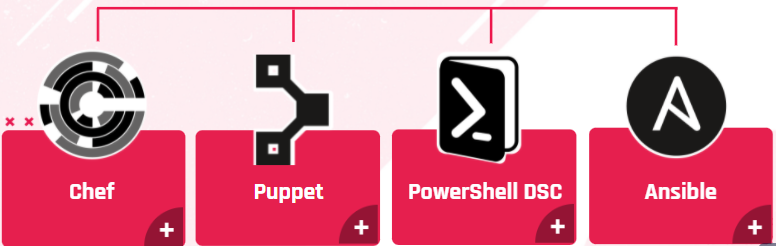 Chef
Puppet
PowerShell DSC
Ansible
+
+
+
+